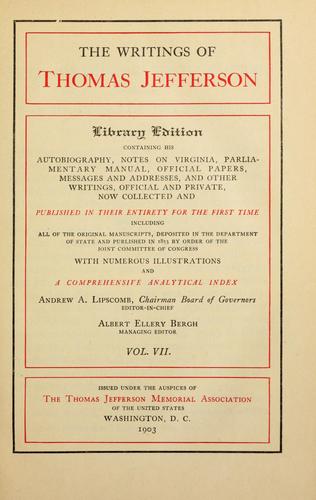 THE WRITINGS OF
THOMAS JEFFERSON
Library Edition
CONTAINING HIS
AUTOBIOGRAPHY, NOTES ON VIRGINIA, PARLIA-
MENTARY MANUAL, OFFICIAL PAPERS,
MESSAGES AND ADDRESSES, AND OTHER
WRITINGS, OFFICIAL AND PRIVATE,
NOW COLLECTED AND
PUBLISHED IN THEIR ENTIRETY FOR THE FIRST TIME
INCLUDING
ALL OF THE ORIGINAL MANUSCRIPTS, DEPOSITED IN THE DEPARTMENT
OF STATE AND PUBLISHED IN 1853 BY ORDER OF THE
JOINT COMMITTEE OF CONGRESS
WITH NUMEROUS ILLUSTRATIONS
AND
A COMPREHENSIVE ANALYTICAL INDEX
ANDREW A. LIPSCOMB, Chairman Board of Governors
EDITOR-IN-CHIEF
ALBERT ELLERY BERGH
MANAGING EDITOR
VOL. VII.
ISSUED UNDER THE AUSPICES OF
THE THOMAS JEFFERSON MEMORIAL ASSOCIATION
OF THE UNITED STATES
WASHINGTON, D. C.
1903